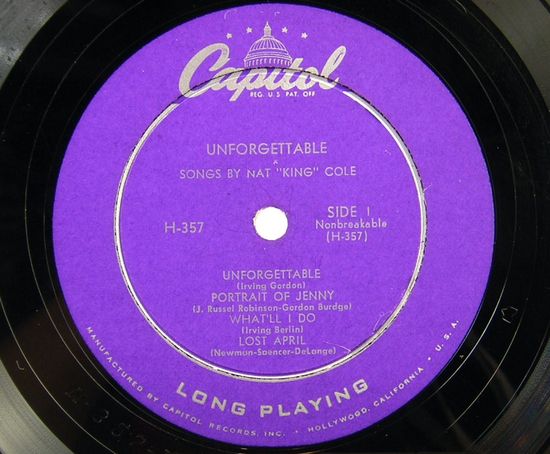 Capitol
REG. U.S. PAT. OFF.
UNFORGETTABLE
SONGS BY NAT "KING" COLE
H-357
SIDE 1
Nonbreakable
(H-357)
UNFORGETTABLE
(Irving Gordon)
PORTRAIT OF JENNY
(J. Russel Robinson-Gordon Burdge)
WHAT'LL I DO
(Irving Berlin)
LOST APRIL
(Newman-Spencer-DeLange)
LONG PLAYING
MANUFACTURED BY CAPITOL RECORDS, INC. • HOLLYWOOD, CALIFORNIA • U.S.A.